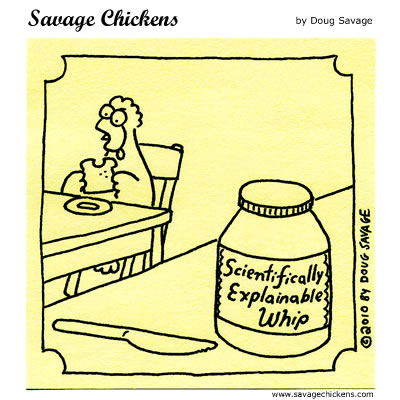 Savage Chickens
by Doug Savage
Scientifically
Explainable
Whip
©2010 BY DOUG SAVAGE
www.savagechickens.com